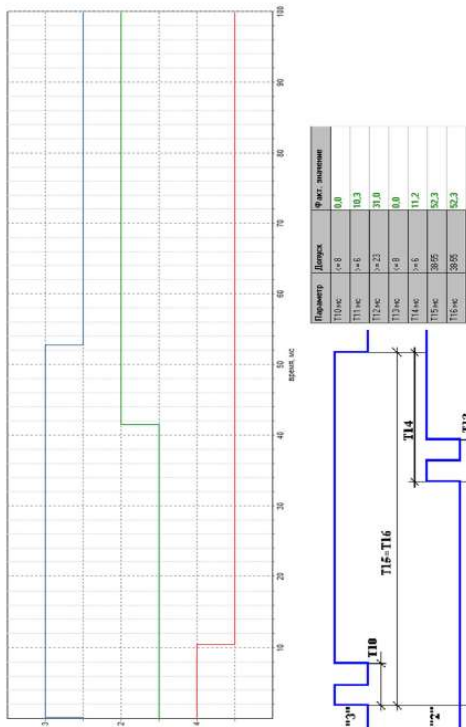 3
2
4
10
20
30
40
50
60
70
80
90
100
время, мс
Параметр Допуск Факт. значение
T10 мс <=8 0,0
T11 мс >=6 10,3
T12 мс >=23 31,0
T13 мс <=8 0,0
T14 мс >=6 11,2
T15 мс 38-55 52,3
T16 мс 38-55 52,3
"3"
T10
T15=T16
"2"
T14